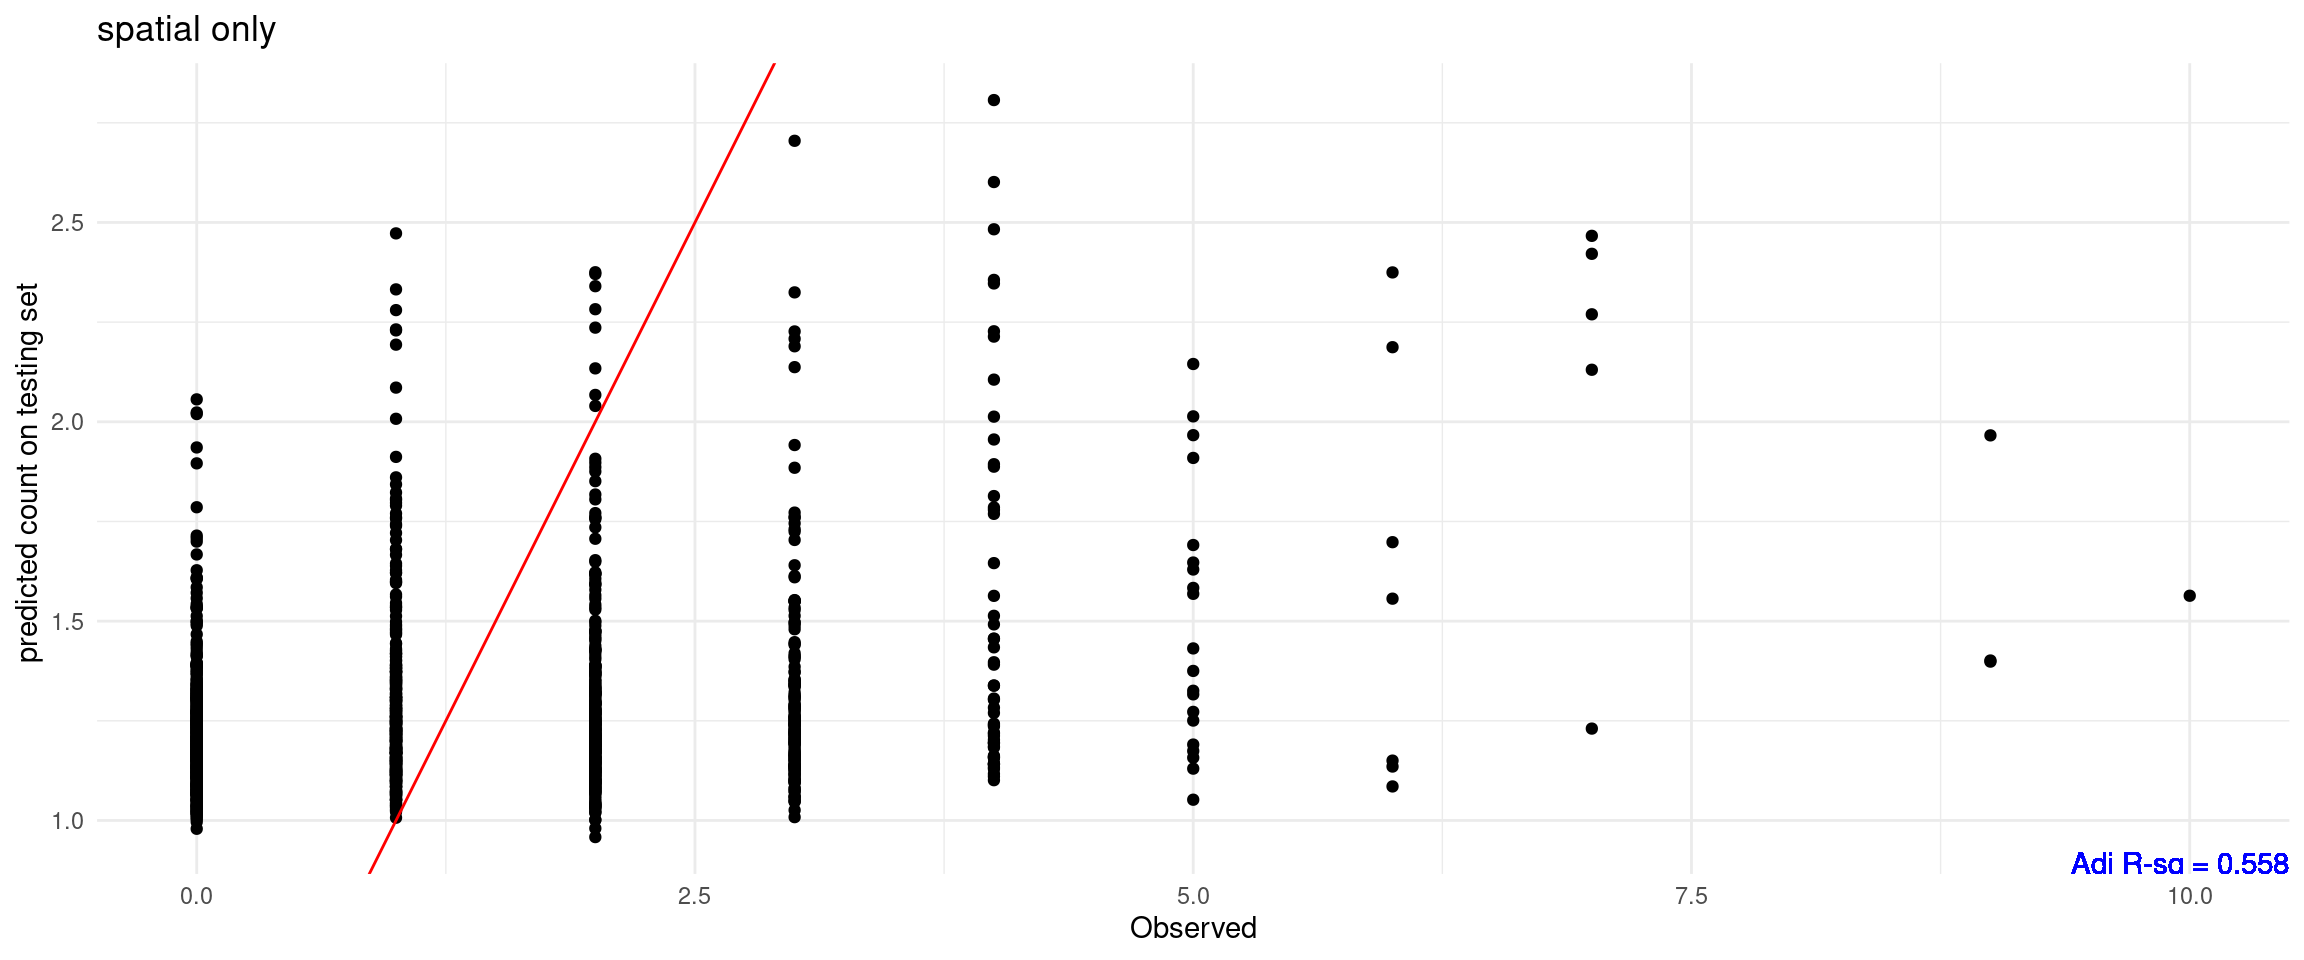 spatial only
predicted count on testing set
2.5
2.0
1.5
1.0
Adj R-sq = 0.558
0.0 2.5 5.0 7.5 10.0
Observed